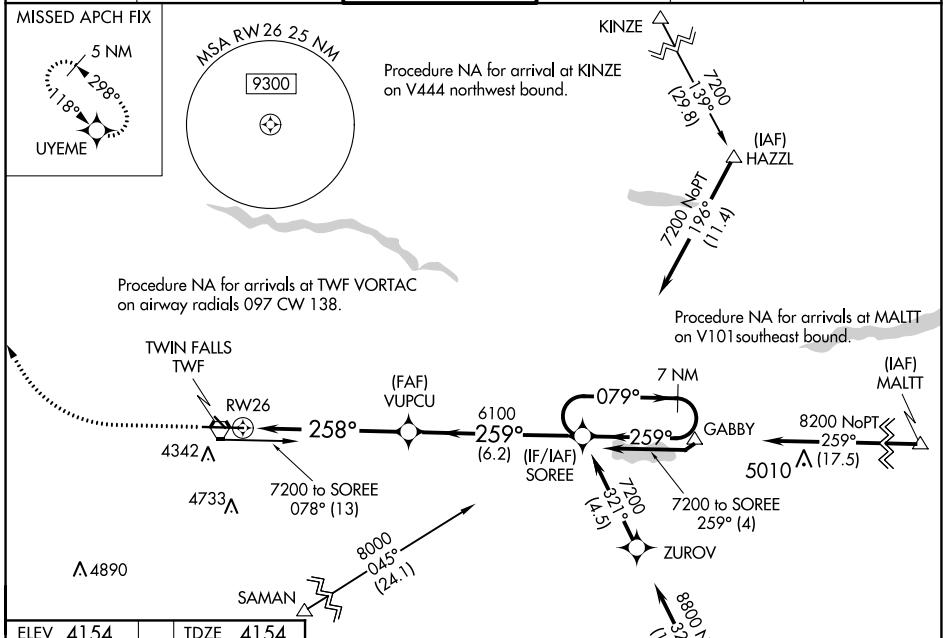 MISSED APCH FIX
5 NM
298°
118°
UYEME
MSA RW26 25 NM
9300
Procedure NA for arrival at KINZE
on V444 northwest bound.
KINZE
7200
139°
(29.8)
(IAF)
HAZZL
7200 NoPT
196°
(11.4)
Procedure NA for arrivals at TWF VORTAC
on airway radials 097 CW 138.
Procedure NA for arrivals at MALTT
on V101southeast bound.
TWIN FALLS
TWF
RW26
(FAF)
VUPCU
258°
6100
259°
(6.2)
(IF/IAF)
SOREE
7 NM
079°
259°
GABBY
(IAF)
MALTT
8200 NoPT
259°
(17.5)
5010
4342
7200 to SOREE
078° (13)
7200 to SOREE
259° (4)
4733
7200
321°
(4.5)
ZUROV
4890
8000
045°
(24.1)
SAMAN
8800
ELEV 4154
TDZE 4154